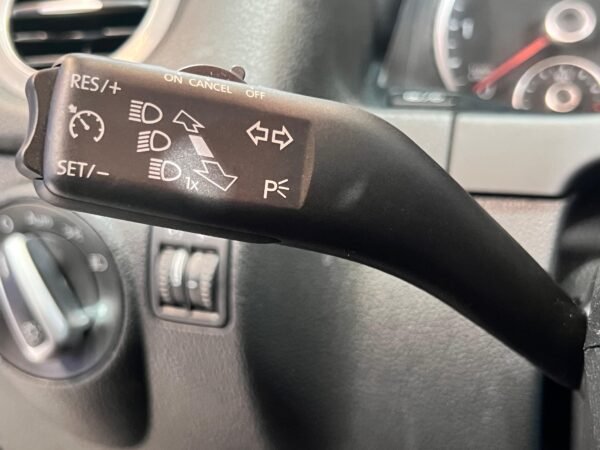 RES/+
ON CANCEL OFF
SET/−
1x
P